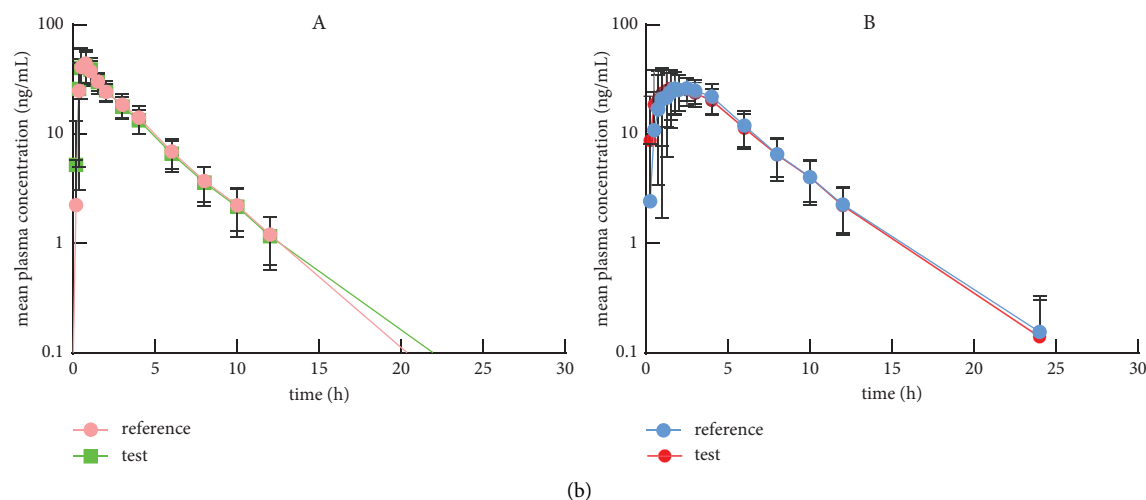 A
B
mean plasma concentration (ng/mL)
100
10
1
0.1
0 5 10 15 20 25 30
time (h)
reference
test
mean plasma concentration (ng/mL)
100
10
1
0.1
0 5 10 15 20 25 30
time (h)
reference
test
(b)